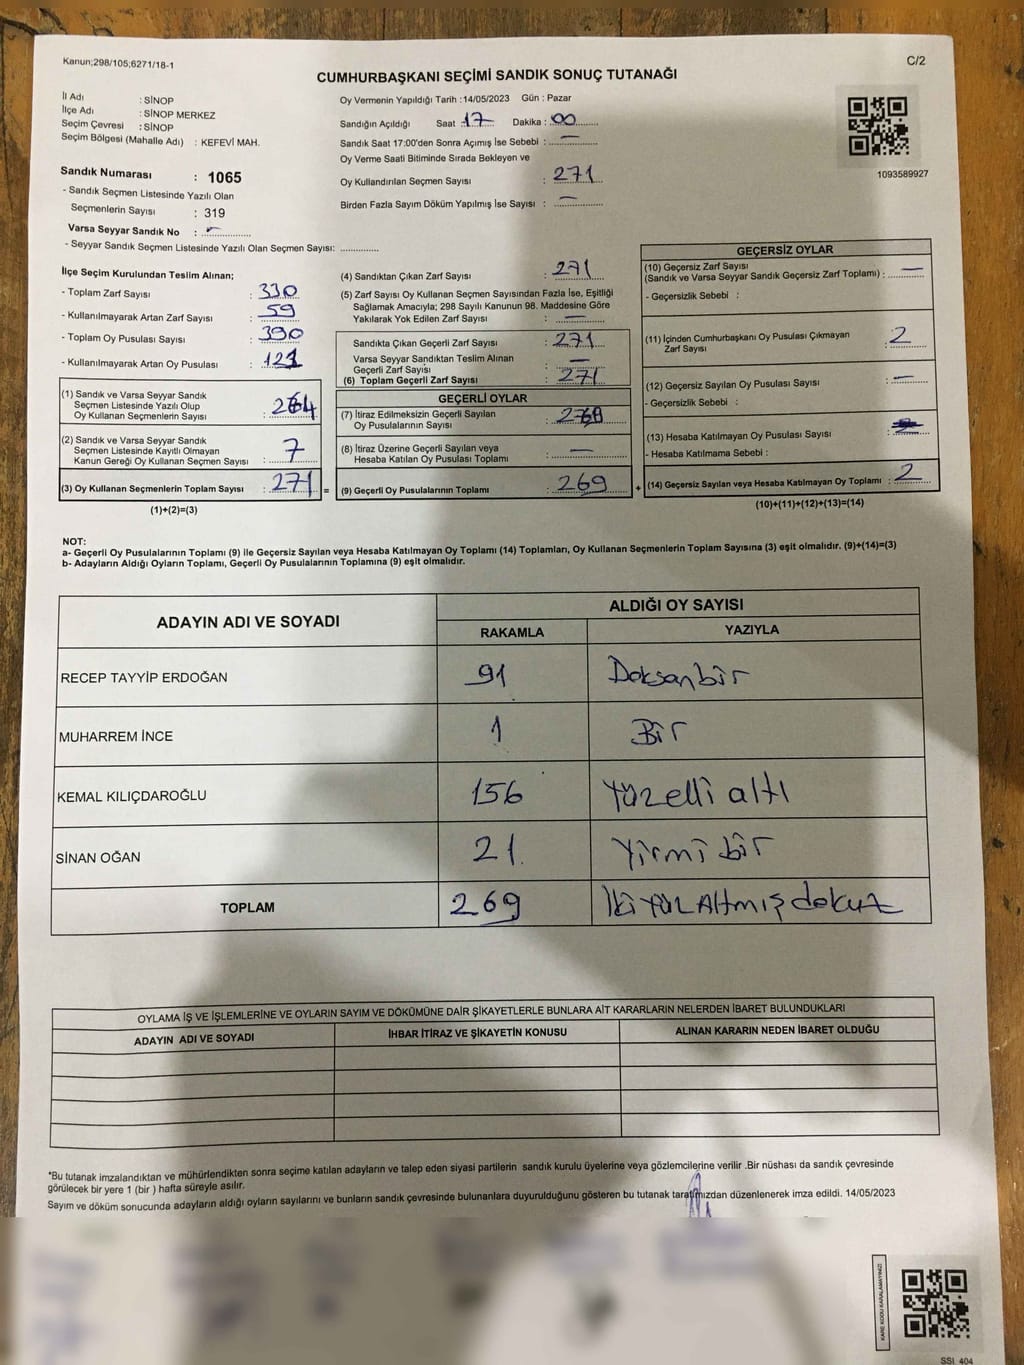 Kanun;298/105;6271/18-1
C/2
CUMHURBAŞKANI SEÇİMİ SANDIK SONUÇ TUTANAĞI
İl Adı : SİNOP
İlçe Adı : SİNOP MERKEZ
Seçim Çevresi : SİNOP
Seçim Bölgesi (Mahalle Adı) : KEFEVİ MAH.
Sandık Numarası : 1065
- Sandık Seçmen Listesinde Yazılı Olan
Seçmenlerin Sayısı : 319
Varsa Seyyar Sandık No : -
- Seyyar Sandık Seçmen Listesinde Yazılı Olan Seçmen Sayısı: ..............
Oy Vermenin Yapıldığı Tarih :14/05/2023 Gün : Pazar
Sandığın Açıldığı Saat 17 Dakika : 00
Sandık Saat 17:00'den Sonra Açımış İse Sebebi : —
Oy Verme Saati Bitiminde Sırada Bekleyen ve
Oy Kullandırılan Seçmen Sayısı : 271
Birden Fazla Sayım Döküm Yapılmış İse Sayısı : —
1093589927
İlçe Seçim Kurulundan Teslim Alınan;
- Toplam Zarf Sayısı : 330
- Kullanılmayarak Artan Zarf Sayısı : 59
- Toplam Oy Pusulası Sayısı : 390
- Kullanılmayarak Artan Oy Pusulası :
(1) Sandık ve Varsa Seyyar Sandık
Seçmen Listesinde Yazılı Olup
Oy Kullanan Seçmenlerin Sayısı : 264
(2) Sandık ve Varsa Seyyar Sandık
Seçmen Listesinde Kayıtlı Olmayan
Kanun Gereği Oy Kullanan Seçmen Sayısı : 7
(3) Oy Kullanan Seçmenlerin Toplam Sayısı : 271
(1)+(2)=(3)
(4) Sandıktan Çıkan Zarf Sayısı : 271
(5) Zarf Sayısı Oy Kullanan Seçmen Sayısından Fazla İse, Eşitliği
Sağlamak Amacıyla; 298 Sayılı Kanunun 98. Maddesine Göre
Yakılarak Yok Edilen Zarf Sayısı : —
Sandıkta Çıkan Geçerli Zarf Sayısı : 271
Varsa Seyyar Sandıktan Teslim Alınan
Geçerli Zarf Sayısı : —
(6) Toplam Geçerli Zarf Sayısı : 271
GEÇERLİ OYLAR
(7) İtiraz Edilmeksizin Geçerli Sayılan
Oy Pusulalarının Sayısı :
(8) İtiraz Üzerine Geçerli Sayılan veya
Hesaba Katılan Oy Pusulası Toplamı : —
= (9) Geçerli Oy Pusulalarının Toplamı : 269
GEÇERSİZ OYLAR
(10) Geçersiz Zarf Sayısı
(Sandık ve Varsa Seyyar Sandık Geçersiz Zarf Toplamı) : —
- Geçersizlik Sebebi :
(11) İçinden Cumhurbaşkanı Oy Pusulası Çıkmayan
Zarf Sayısı : 2
(12) Geçersiz Sayılan Oy Pusulası Sayısı : —
- Geçersizlik Sebebi :
(13) Hesaba Katılmayan Oy Pusulası Sayısı
- Hesaba Katılmama Sebebi :
+ (14) Geçersiz Sayılan veya Hesaba Katılmayan Oy Toplamı : 2
(10)+(11)+(12)+(13)=(14)
NOT:
a- Geçerli Oy Pusulalarının Toplamı (9) ile Geçersiz Sayılan veya Hesaba Katılmayan Oy Toplamı (14) Toplamları, Oy Kullanan Seçmenlerin Toplam Sayısına (3) eşit olmalıdır. (9)+(14)=(3)
b- Adayların Aldığı Oyların Toplamı, Geçerli Oy Pusulalarının Toplamına (9) eşit olmalıdır.
ADAYIN ADI VE SOYADI
ALDIĞI OY SAYISI
RAKAMLA YAZIYLA
RECEP TAYYİP ERDOĞAN 91 Doksanbir
MUHARREM İNCE 1 Bir
KEMAL KILIÇDAROĞLU 156 Yüzelli altı
SİNAN OĞAN 21. Yirmi bir
TOPLAM 269 İkiYüzAltmış dokuz
OYLAMA İŞ VE İŞLEMLERİNE VE OYLARIN SAYIM VE DÖKÜMÜNE DAİR ŞİKAYETLERLE BUNLARA AİT KARARLARIN NELERDEN İBARET BULUNDUKLARI
ADAYIN ADI VE SOYADI İHBAR İTİRAZ VE ŞİKAYETİN KONUSU ALINAN KARARIN NEDEN İBARET OLDUĞU
*Bu tutanak imzalandıktan ve mühürlendikten sonra seçime katılan adayların ve talep eden siyasi partilerin sandık kurulu üyelerine veya gözlemcilerine verilir .Bir nüshası da sandık çevresinde
görülecek bir yere 1 (bir ) hafta süreyle asılır.
Sayım ve döküm sonucunda adayların aldığı oyların sayılarını ve bunların sandık çevresinde bulunanlara duyurulduğunu gösteren bu tutanak tarafımızdan düzenlenerek imza edildi. 14/05/2023
KARE KODU KARALAMAYINIZ!
SSI_404